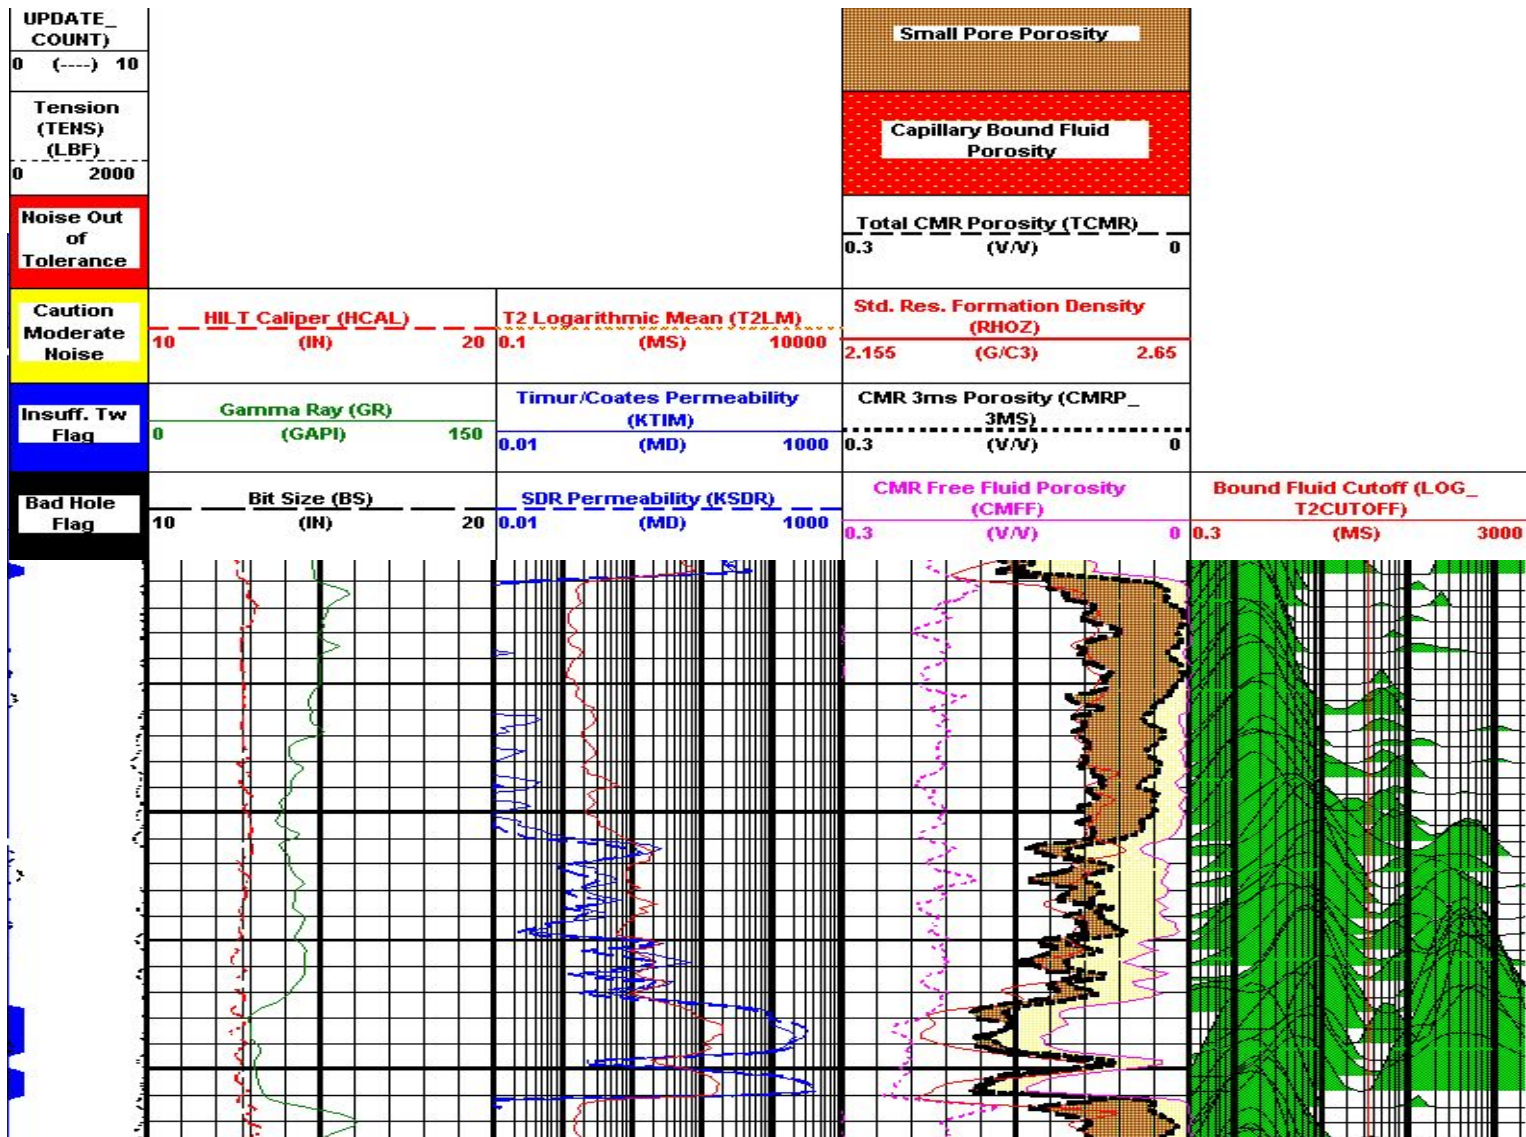 UPDATE_
COUNT)
0 (----) 10
Tension
(TENS)
(LBF)
0 2000
Noise Out
of
Tolerance
Caution
Moderate
Noise
Insuff. Tw
Flag
Bad Hole
Flag
HILT Caliper (HCAL)
10 (IN) 20
Gamma Ray (GR)
0 (GAPI) 150
Bit Size (BS)
10 (IN) 20
T2 Logarithmic Mean (T2LM)
0.1 (MS) 10000
Timur/Coates Permeability
(KTIM)
0.01 (MD) 1000
SDR Permeability (KSDR)
0.01 (MD) 1000
Small Pore Porosity
Capillary Bound Fluid
Porosity
Total CMR Porosity (TCMR)
0.3 (V/V) 0
Std. Res. Formation Density
(RHOZ)
2.155 (G/C3) 2.65
CMR 3ms Porosity (CMRP_
3MS)
0.3 (V/V) 0
CMR Free Fluid Porosity
(CMFF)
0.3 (V/V) 0
Bound Fluid Cutoff (LOG_
T2CUTOFF)
0.3 (MS) 3000